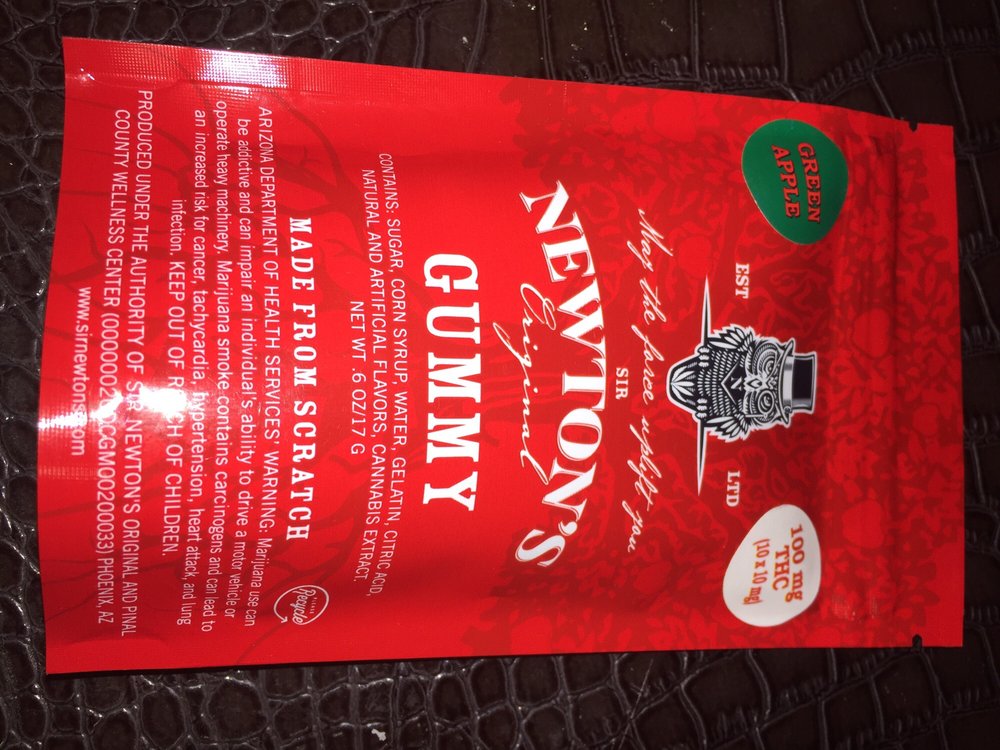 GREEN
APPLE
100 mg
THC
(10 x 10 mg)
EST
N
LTD
May the force uplift you
SIR
NEWTON'S
Original
GUMMY
CONTAINS: SUGAR, CORN SYRUP, WATER, GELATIN, CITRIC ACID,
NATURAL AND ARTIFICIAL FLAVORS, CANNABIS EXTRACT.
NET WT .6 OZ/17 G
MADE FROM SCRATCH
Recycle
ARIZONA DEPARTMENT OF HEALTH SERVICES WARNING: Marijuana use can
be addictive and can impair an individual's ability to drive a motor vehicle or
operate heavy machinery. Marijuana smoke contains carcinogens and can lead to
an increased risk for cancer, tachycardia, hypertension, heart attack, and lung
infection. KEEP OUT OF REACH OF CHILDREN.
PRODUCED UNDER THE AUTHORITY OF SIR NEWTON'S ORIGINAL AND PINAL
COUNTY WELLNESS CENTER PHOENIX, AZ
www.sirnewtons.com